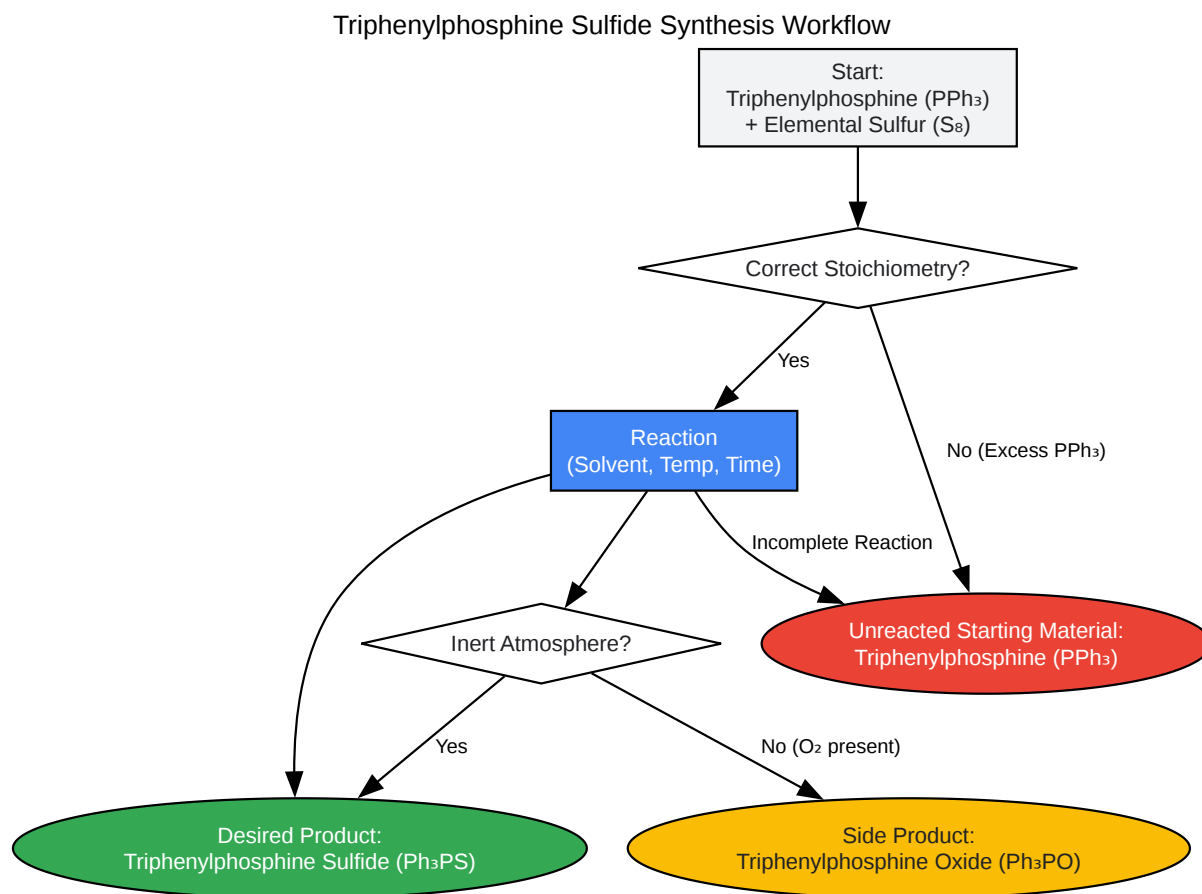 Triphenylphosphine Sulfide Synthesis Workflow
Start:
Triphenylphosphine (PPh₃)
+ Elemental Sulfur (S₈)
Correct Stoichiometry?
Yes
Reaction
(Solvent, Temp, Time)
No (Excess PPh₃)
Incomplete Reaction
Inert Atmosphere?
Unreacted Starting Material:
Triphenylphosphine (PPh₃)
Yes
No (O₂ present)
Desired Product:
Triphenylphosphine Sulfide (Ph₃PS)
Side Product:
Triphenylphosphine Oxide (Ph₃PO)